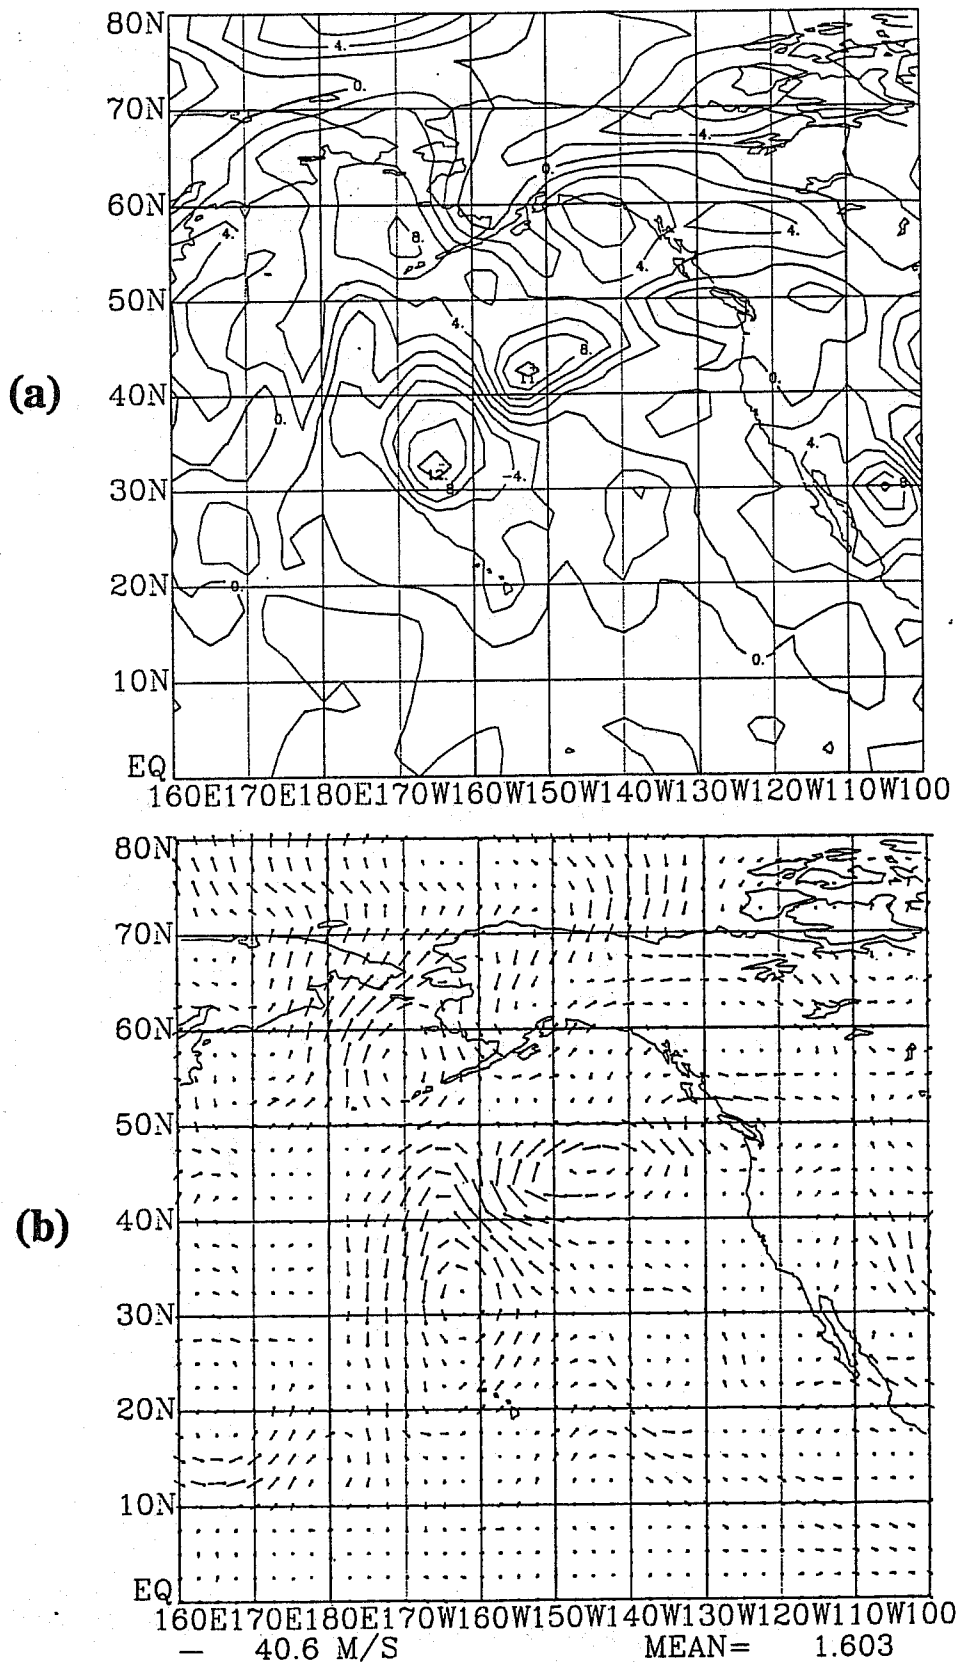 (a)
80N
70N
60N
50N
40N
30N
20N
10N
EQ
4.
0.
-4.
0.
4.
8.
4.
4.
4.
8.
11
0.
0.
12.
8
-4.
4.
8
0.
0.
160E170E180E170W160W150W140W130W120W110W100
(b)
80N
70N
60N
50N
40N
30N
20N
10N
EQ
160E170E180E170W160W150W140W130W120W110W100
— 40.6 M/S MEAN= 1.603